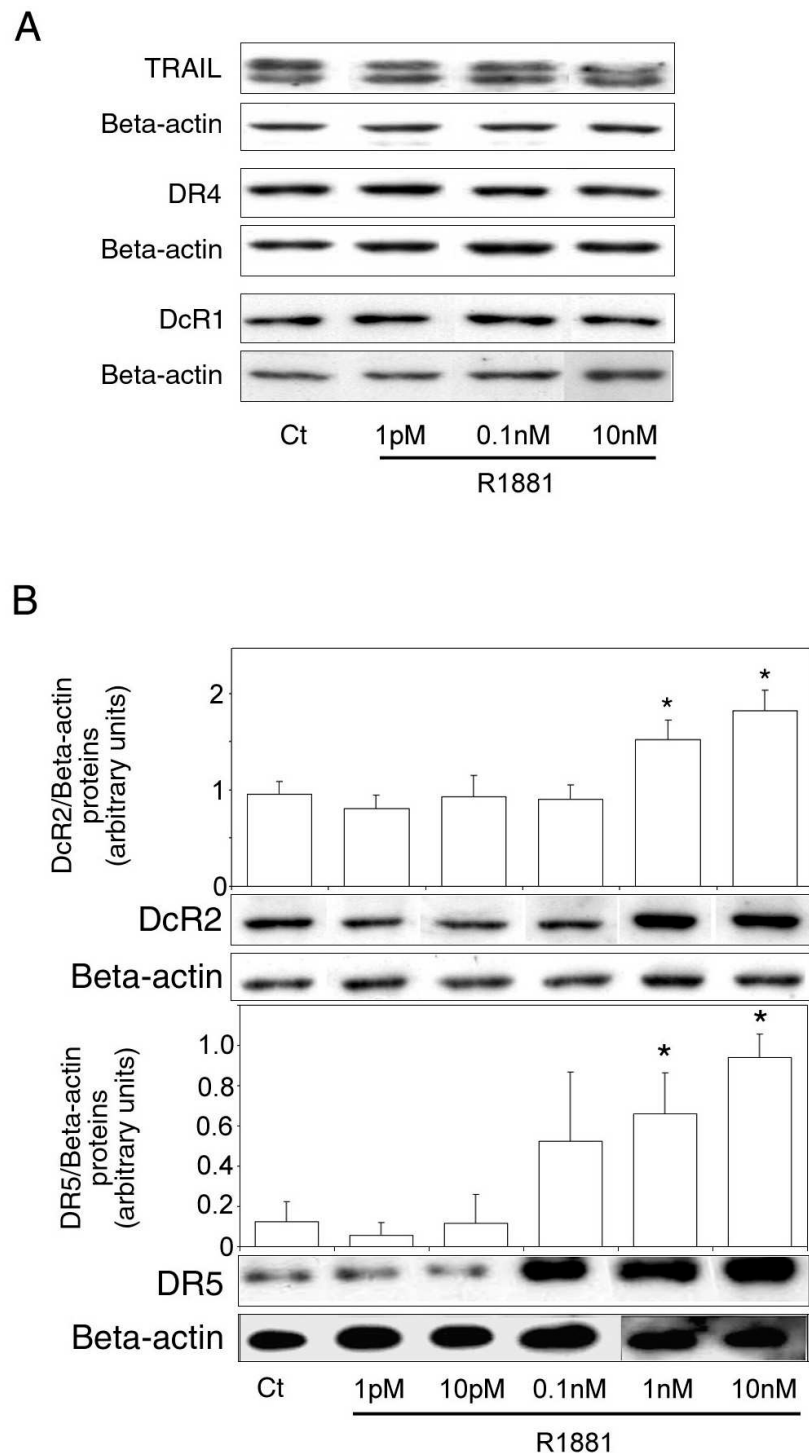 A
TRAIL
Beta-actin
DR4
Beta-actin
DcR1
Beta-actin
Ct 1pM 0.1nM 10nM
R1881
B
DcR2/Beta-actin
proteins
(arbitrary units)
2
1
0
* *
DcR2
Beta-actin
DR5/Beta-actin
proteins
(arbitrary units)
1.0
0.8
0.6
0.4
0.2
0
* *
DR5
Beta-actin
Ct 1pM 10pM 0.1nM 1nM 10nM
R1881